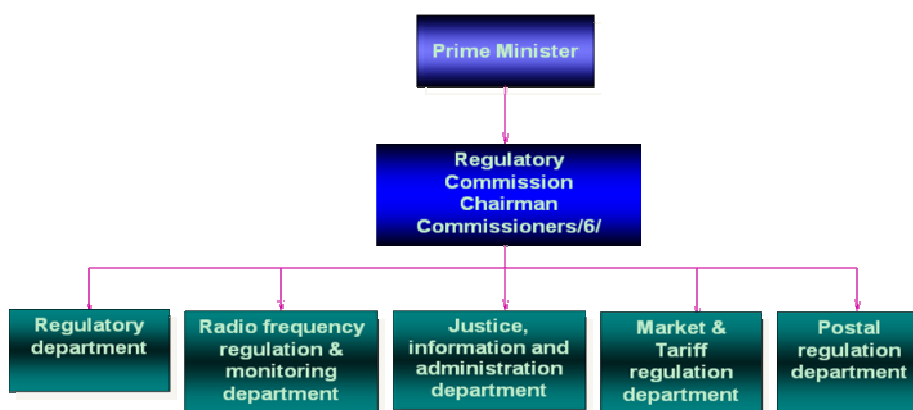 Prime Minister
Regulatory
Commission
Chairman
Commissioners/6/
Regulatory
department
Radio frequency
regulation &
monitoring
department
Justice,
information and
administration
department
Market &
Tariff
regulation
department
Postal
regulation
department